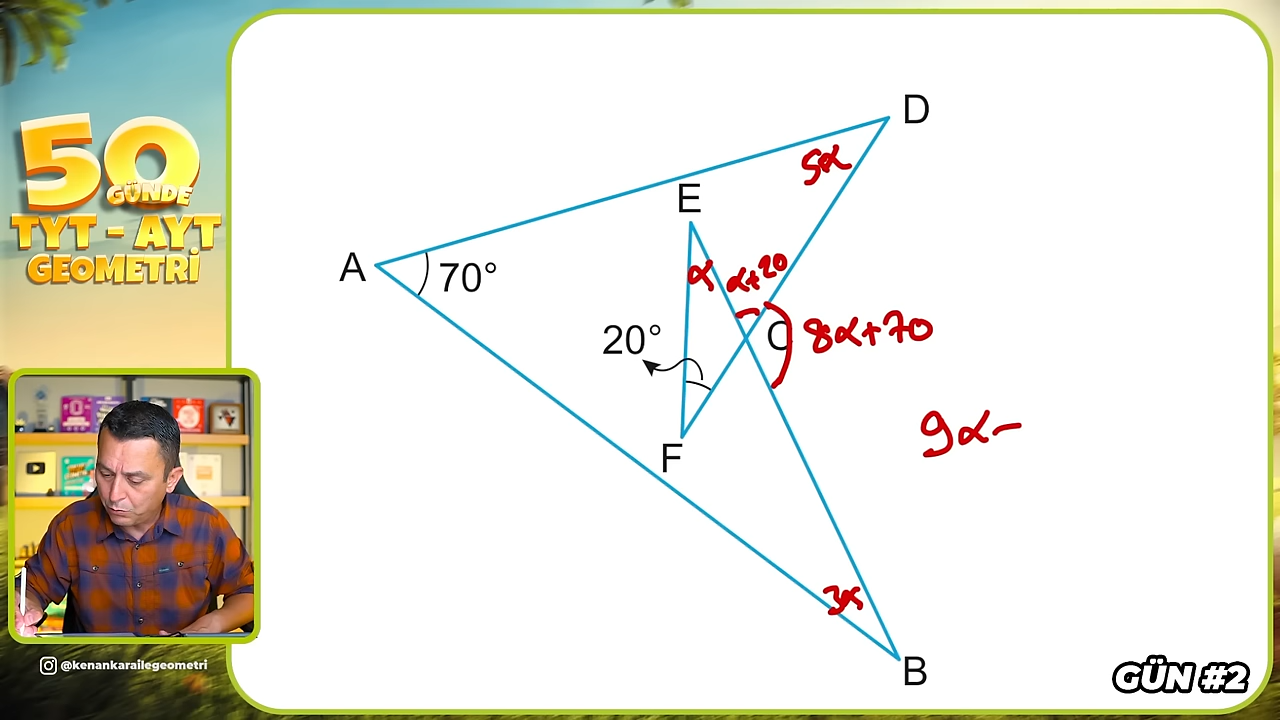 50
GÜNDE
TYT - AYT
GEOMETRİ
D
5α
E
A
70°
α
α+20
20°
C
8α+70
9α-
F
3α
B
@kenankarailegeometri
GÜN #2